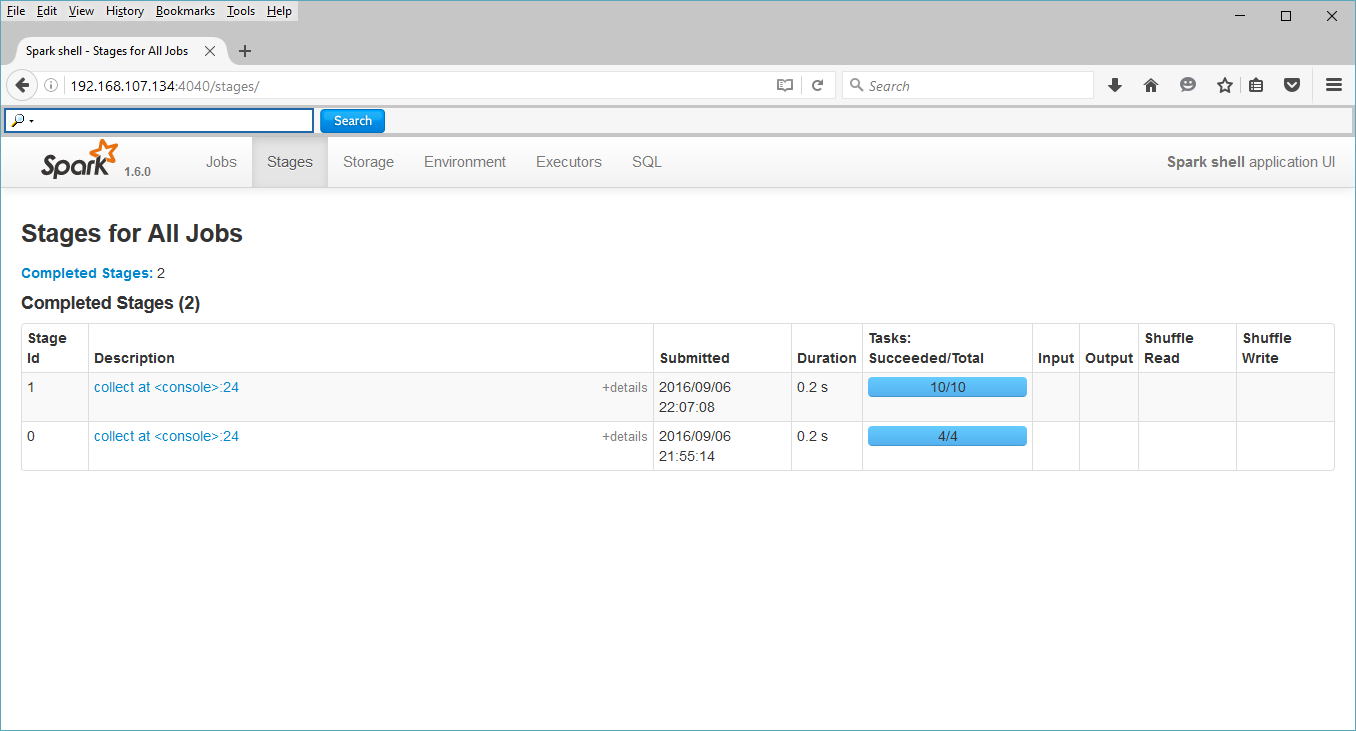 File Edit View History Bookmarks Tools Help
Spark shell - Stages for All Jobs
192.168.107.134:4040/stages/
Search
Search
Spark 1.6.0 Jobs Stages Storage Environment Executors SQL Spark shell application UI
Stages for All Jobs
Completed Stages: 2
Completed Stages (2)
Stage Id Description Submitted Duration Tasks: Succeeded/Total Input Output Shuffle Read Shuffle Write
1 collect at <console>:24 +details 2016/09/06 22:07:08 0.2 s 10/10
0 collect at <console>:24 +details 2016/09/06 21:55:14 0.2 s 4/4